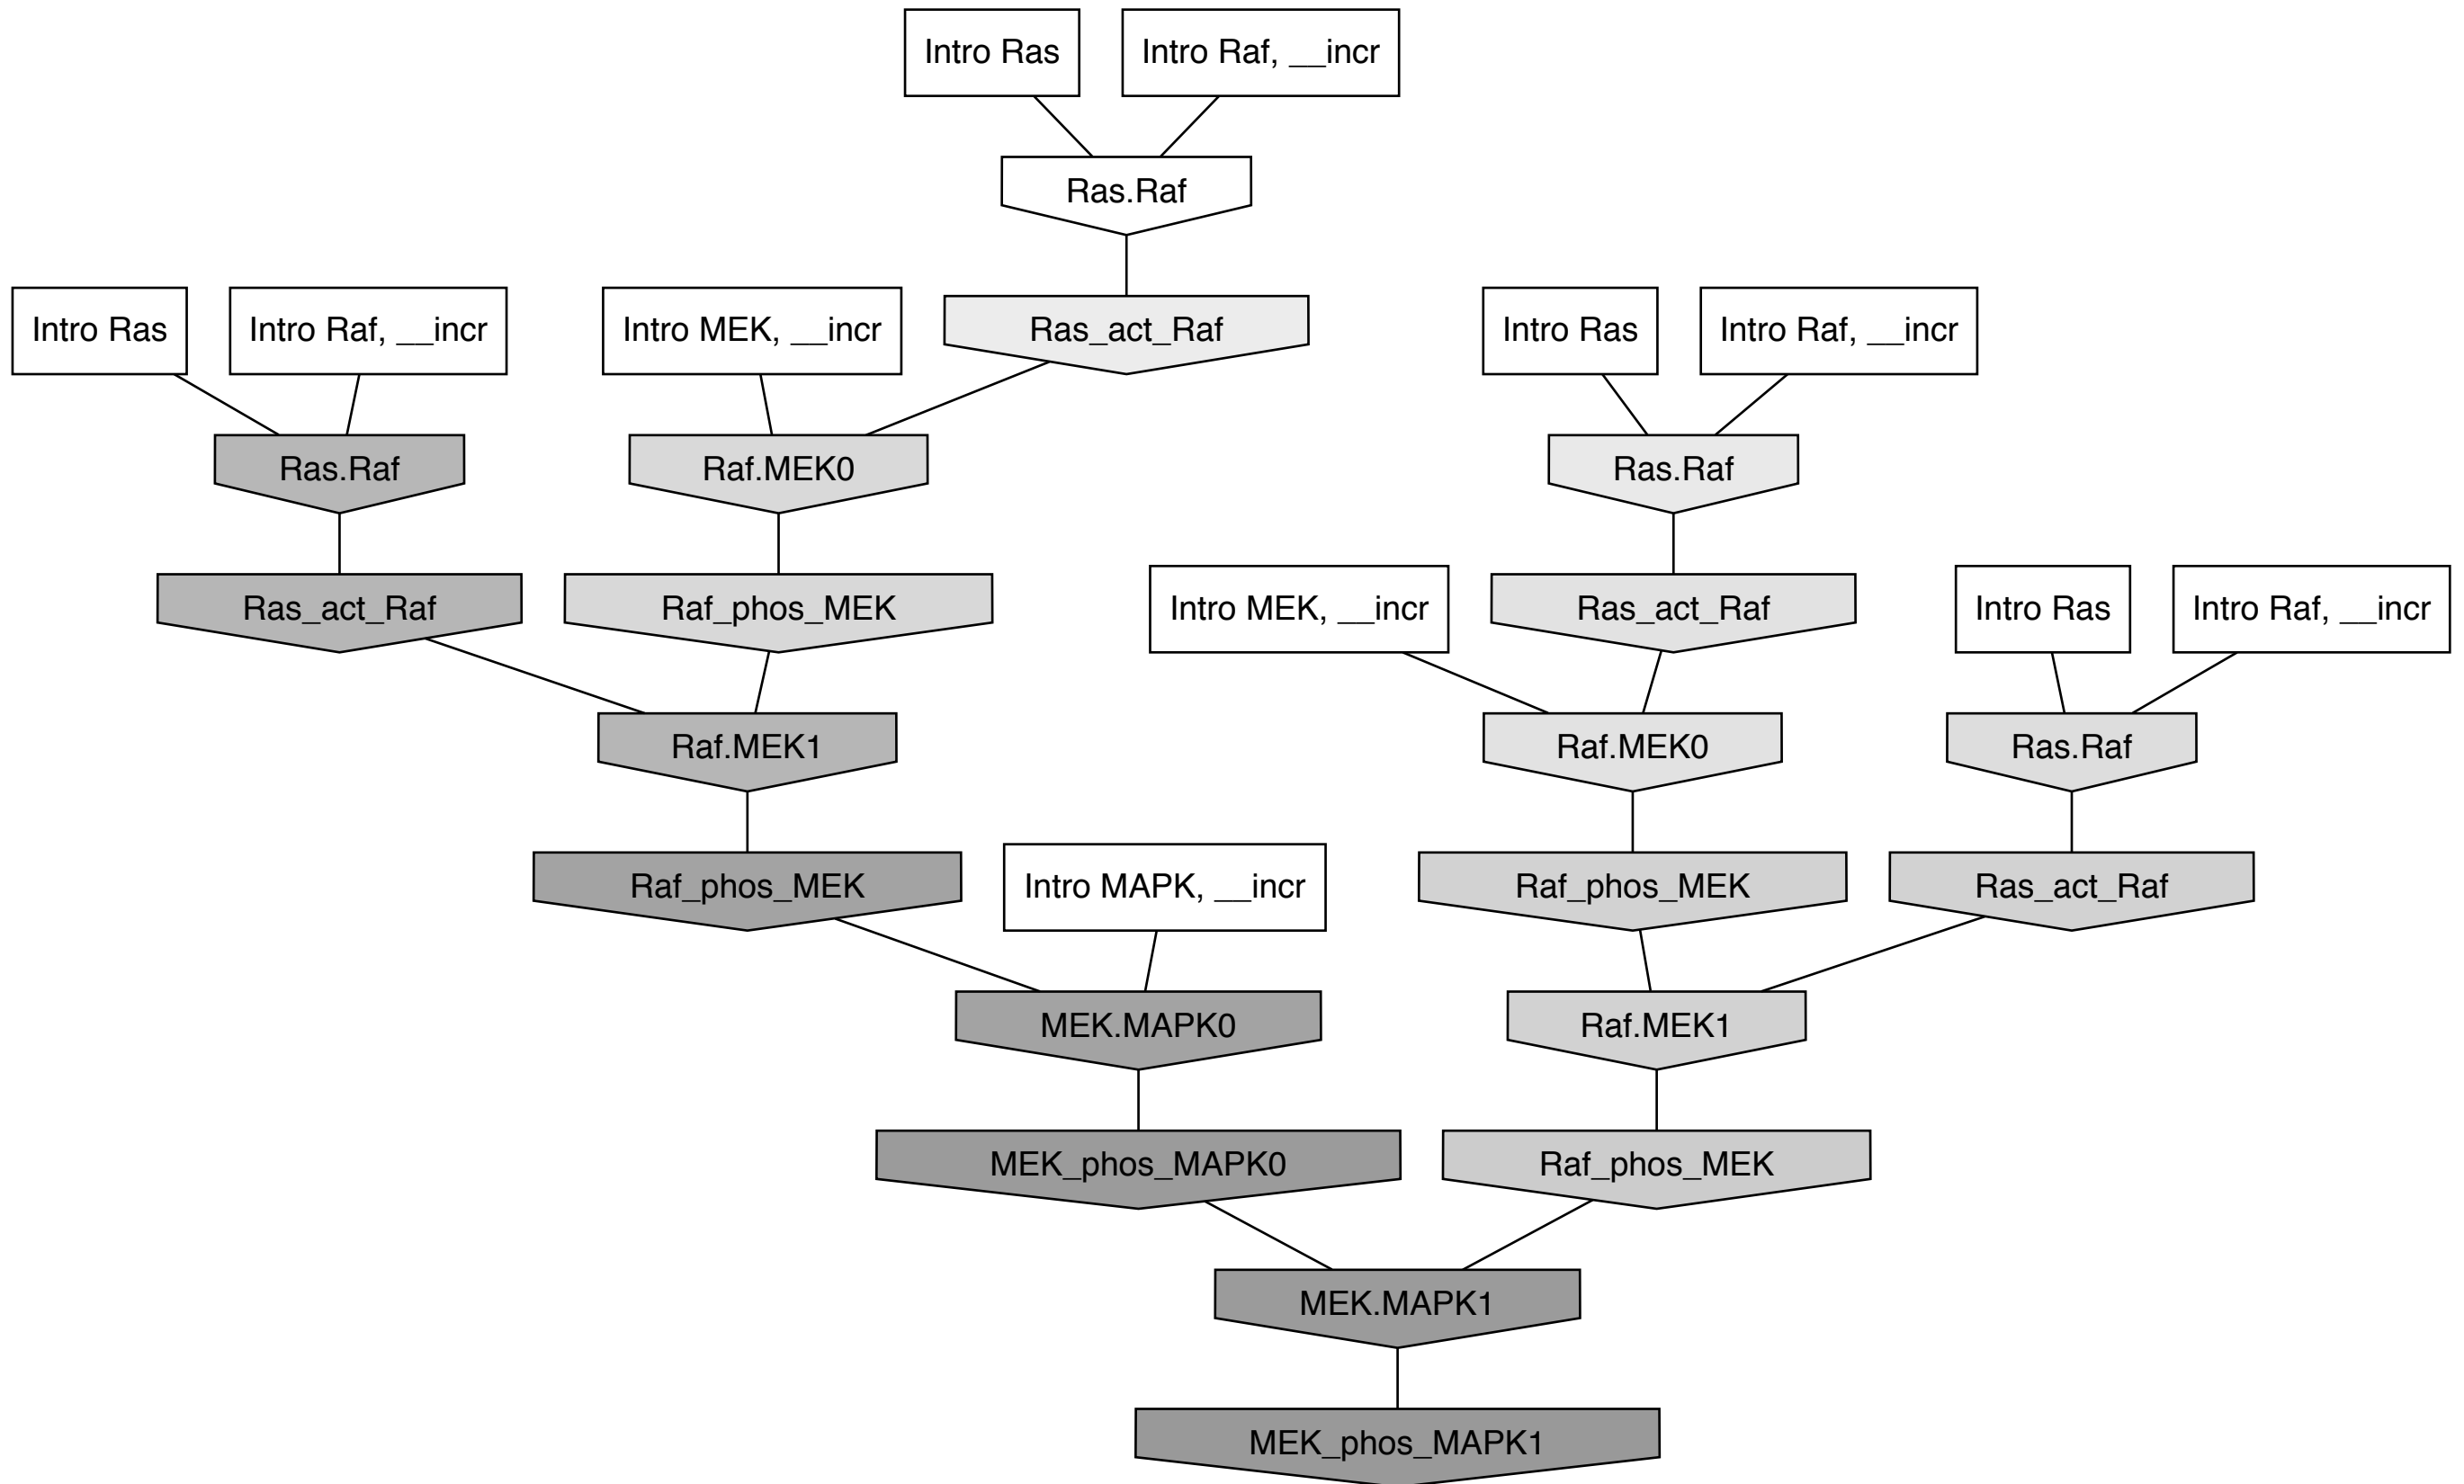 Intro Ras
Intro Raf, __incr
Ras.Raf
Intro Ras
Intro Raf, __incr
Intro MEK, __incr
Ras_act_Raf
Intro Ras
Intro Raf, __incr
Ras.Raf
Raf.MEK0
Ras.Raf
Ras_act_Raf
Raf_phos_MEK
Intro MEK, __incr
Ras_act_Raf
Intro Ras
Intro Raf, __incr
Raf.MEK1
Raf.MEK0
Ras.Raf
Raf_phos_MEK
Intro MAPK, __incr
Raf_phos_MEK
Ras_act_Raf
MEK.MAPK0
Raf.MEK1
MEK_phos_MAPK0
Raf_phos_MEK
MEK.MAPK1
MEK_phos_MAPK1